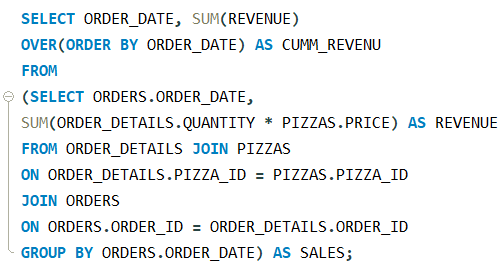 SELECT ORDER_DATE, SUM(REVENUE)
OVER(ORDER BY ORDER_DATE) AS CUMM_REVENU
FROM
(SELECT ORDERS.ORDER_DATE,
SUM(ORDER_DETAILS.QUANTITY * PIZZAS.PRICE) AS REVENUE
FROM ORDER_DETAILS JOIN PIZZAS
ON ORDER_DETAILS.PIZZA_ID = PIZZAS.PIZZA_ID
JOIN ORDERS
ON ORDERS.ORDER_ID = ORDER_DETAILS.ORDER_ID
GROUP BY ORDERS.ORDER_DATE) AS SALES;